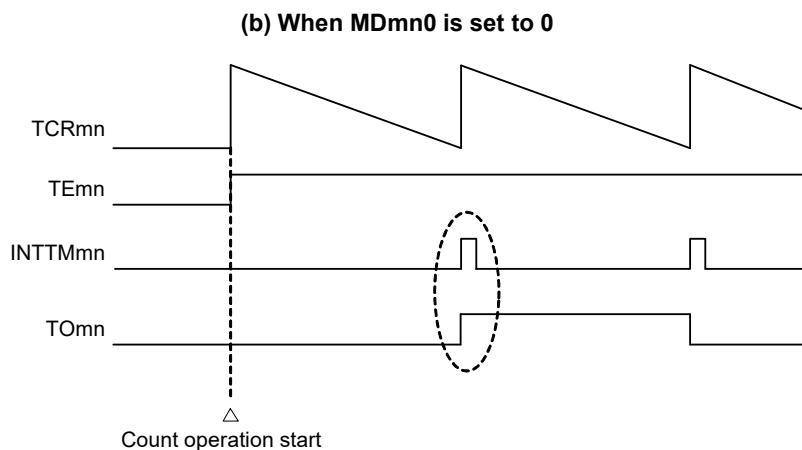 (b) When MDmn0 is set to 0
TCRmn
TEmn
INTTMmn
TOmn
Count operation start